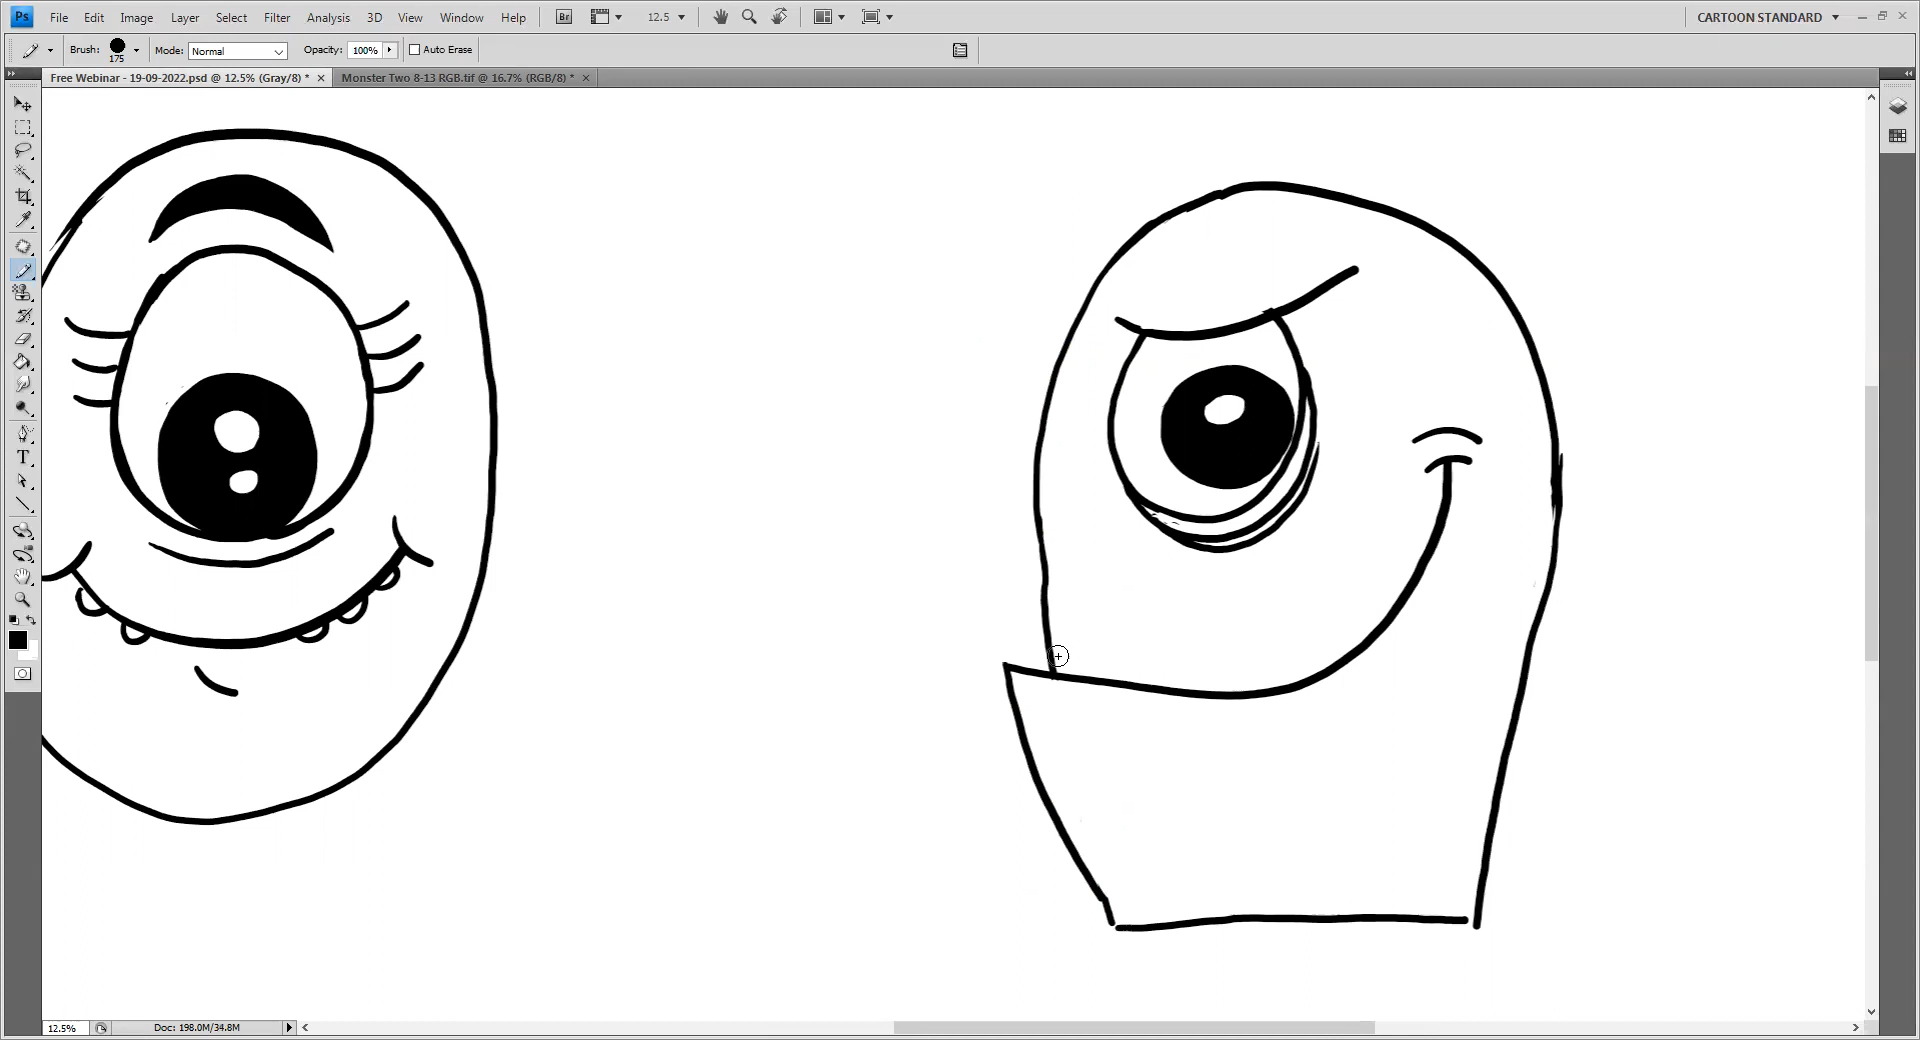 Ps File Edit Image Layer Select Filter Analysis 3D View Window Help Br 12.5 CARTOON STANDARD
Brush: 175 Mode: Normal Opacity: 100% Auto Erase
Free Webinar - 19-09-2022.psd @ 12.5% (Gray/8) * Monster Two 8-13 RGB.tif @ 16.7% (RGB/8) *
T
12.5% Doc: 198.0M/34.8M